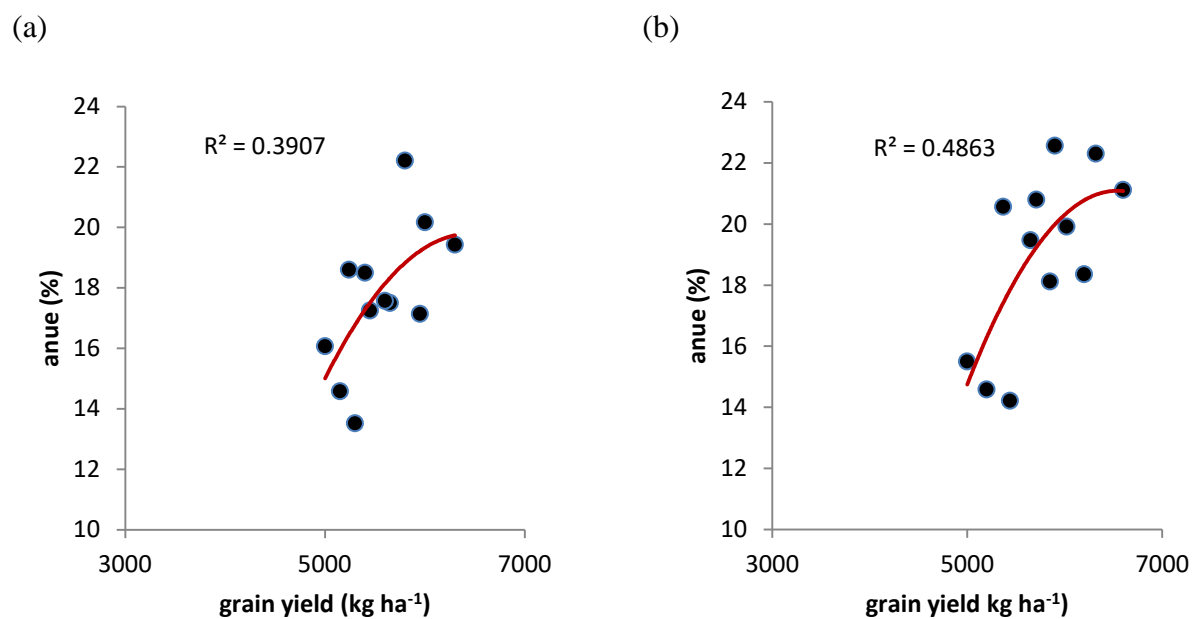 (a)
(b)
24
22
20
18
16
14
12
10
anue (%)
R² = 0.3907
3000
5000
7000
grain yield (kg ha⁻¹)
24
22
20
18
16
14
12
10
anue (%)
R² = 0.4863
3000
5000
7000
grain yield kg ha⁻¹)